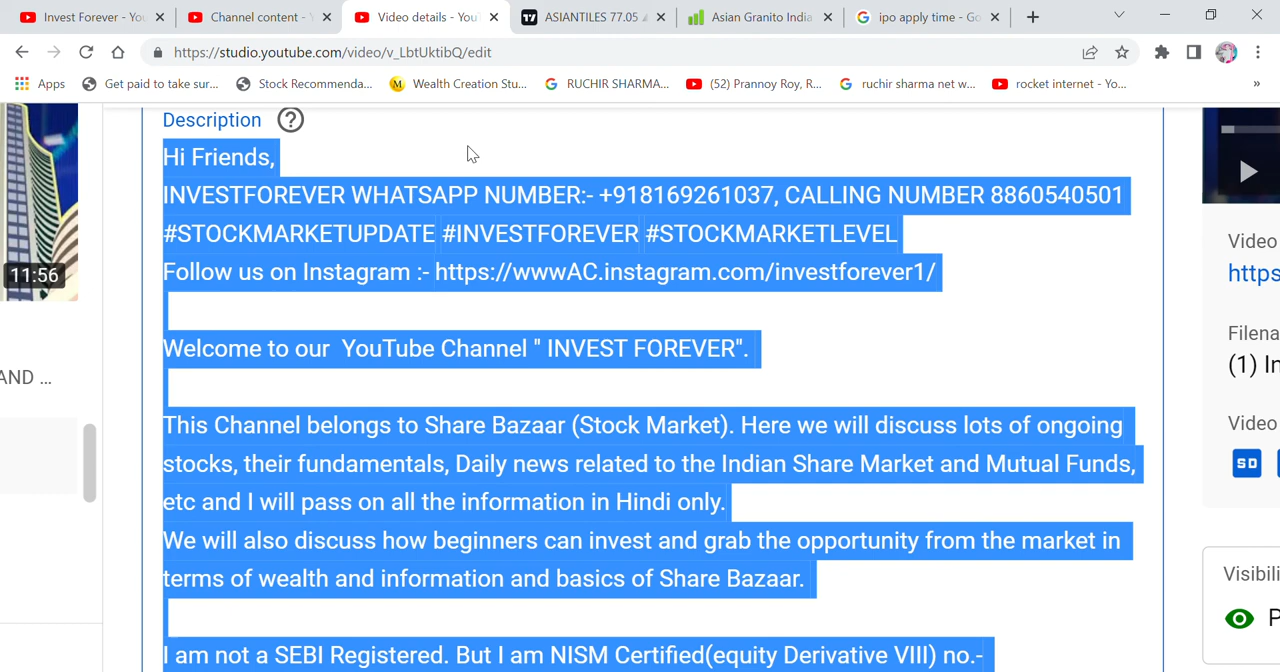 Invest Forever - You
Channel content - 
Video details - YouT
ASIANTILES 77.05
Asian Granito India
ipo apply time - Go
https://studio.youtube.com/video/v_LbtUktibQ/edit
Apps
Get paid to take sur...
Stock Recommenda...
Wealth Creation Stu...
RUCHIR SHARMA...
(52) Prannoy Roy, R...
ruchir sharma net w...
rocket internet - Yo...
»
Description
Hi Friends,
INVESTFOREVER WHATSAPP NUMBER:- +918169261037, CALLING NUMBER 8860540501
#STOCKMARKETUPDATE #INVESTFOREVER #STOCKMARKETLEVEL
Follow us on Instagram :- https://wwwAC.instagram.com/investforever1/
Welcome to our  YouTube Channel " INVEST FOREVER".
This Channel belongs to Share Bazaar (Stock Market). Here we will discuss lots of ongoing
stocks, their fundamentals, Daily news related to the Indian Share Market and Mutual Funds,
etc and I will pass on all the information in Hindi only.
We will also discuss how beginners can invest and grab the opportunity from the market in
terms of wealth and information and basics of Share Bazaar.
I am not a SEBI Registered. But I am NISM Certified(equity Derivative VIII) no.-
11:56
AND ...
Video
https
Filena
(1) In
Video
SD
Visibili
P